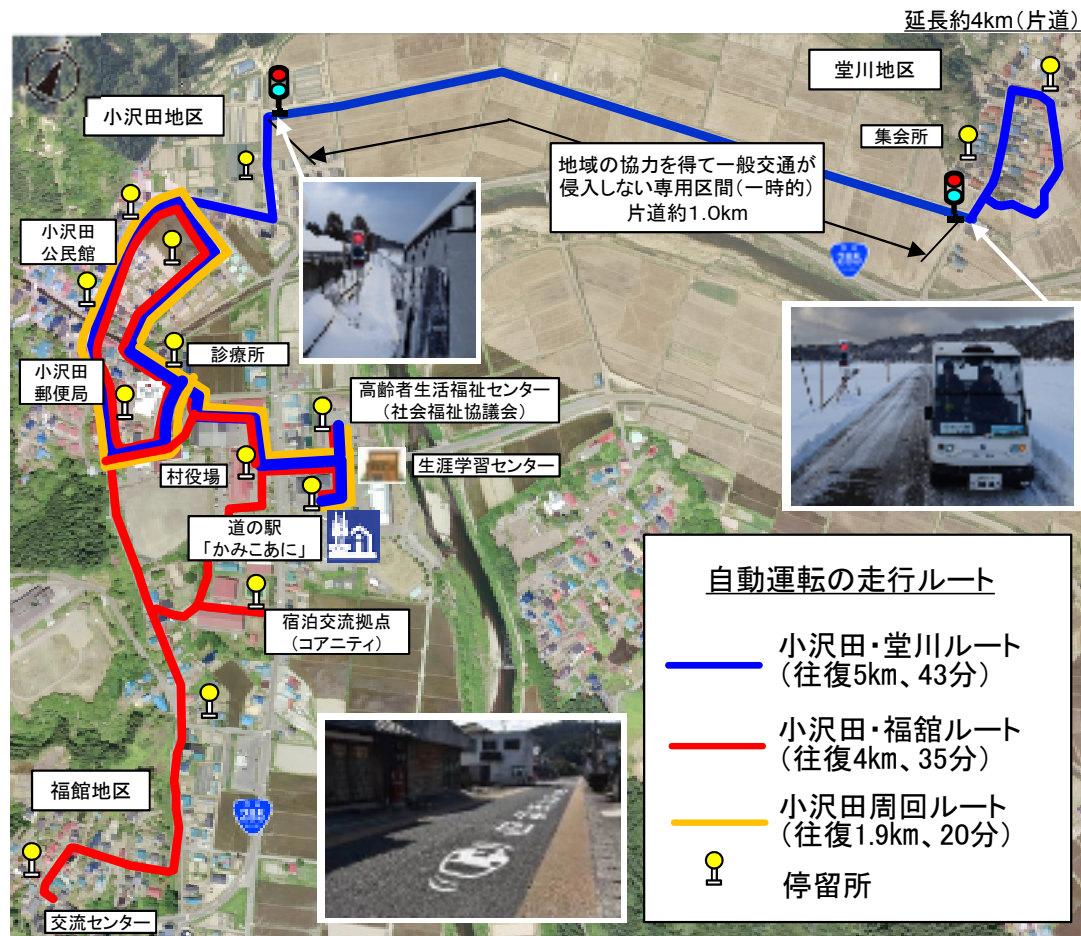 延長約4km(片道)
堂川地区
小沢田地区
集会所
地域の協力を得て一般交通が
侵入しない専用区間(一時的)
片道約1.0km
小沢田
公民館
285
診療所
小沢田
郵便局
高齢者生活福祉センター
(社会福祉協議会)
生涯学習センター
村役場
道の駅
「かみこあに」
宿泊交流拠点
(コアニティ)
福館地区
285
交流センター
自動運転の走行ルート
小沢田・堂川ルート
(往復5km、43分)
小沢田・福舘ルート
(往復4km、35分)
小沢田周回ルート
(往復1.9km、20分)
停留所